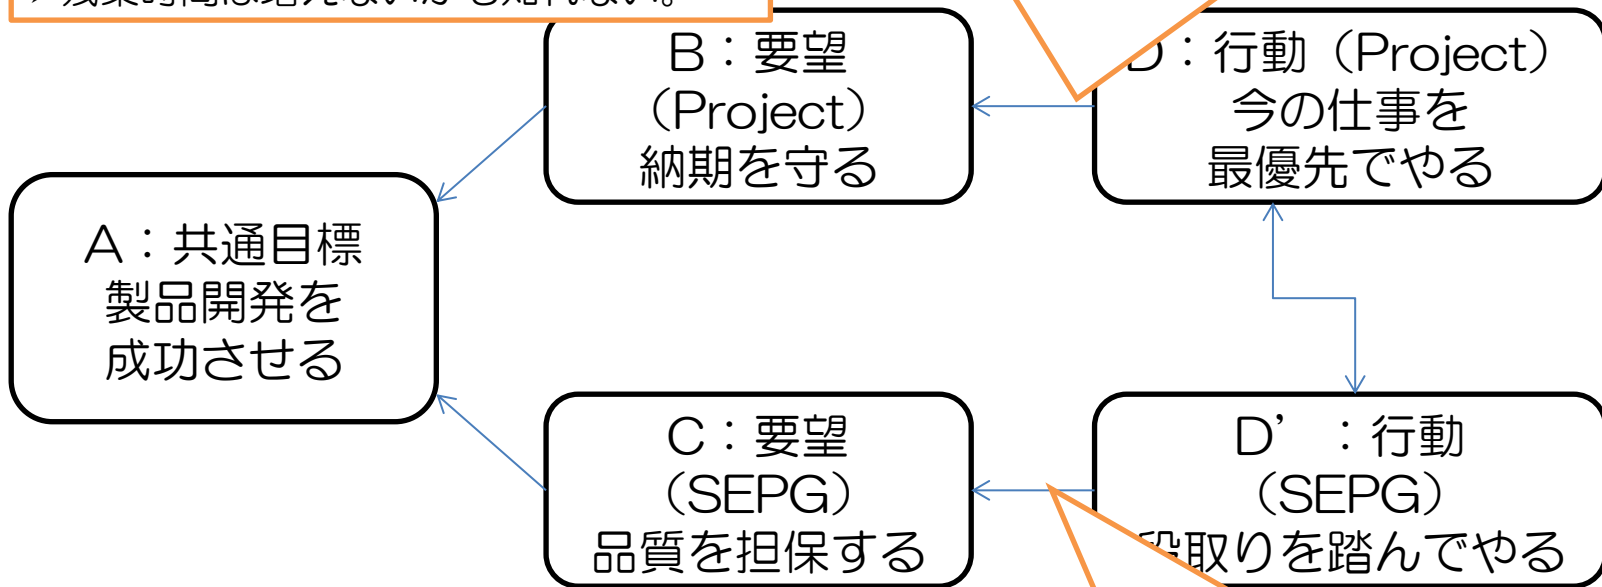 B：要望
（Project）
納期を守る
D：行動（Project）
今の仕事を
最優先でやる
A：共通目標
製品開発を
成功させる
C：要望
（SEPG）
品質を担保する
D’：行動
（SEPG）
段取りを踏んでやる